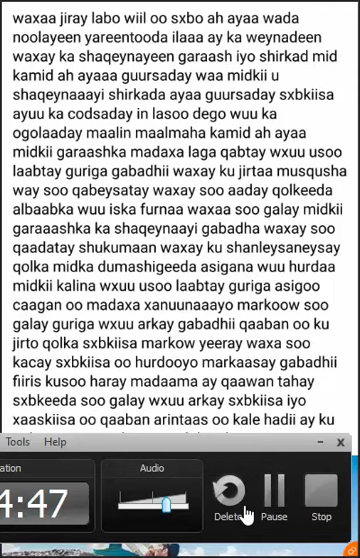 waxaa jiray labo wiil oo sxbo ah ayaa wada
noolayeen yareentooda ilaaa ay ka weynadeen
waxay ka shaqeynayeen garaash iyo shirkad mid
kamid ah ayaaa guursaday waa midkii u
shaqeynaaayi shirkada ayaa guursaday sxbkiisa
ayuu ka codsaday in lasoo dego wuu ka
ogolaaday maalin maalmaha kamid ah ayaa
midkii garaashka madaxa laga qabtay wxuu usoo
laabtay guriga gabadhii waxay ku jirtaa musqusha
way soo qabeysatay waxay soo aaday qolkeeda
albaabka wuu iska furnaa waxaa soo galay midkii
garaaashka ka shaqeynaayi gabadha waxay soo
qaadatay shukumaan waxay ku shanleysaneysay
qolka midka dumashigeeda asigana wuu hurdaa
midkii kalina wxuu usoo laabtay guriga asigoo
caagan oo madaxa xanuunaaayo markoow soo
galay guriga wxuu arkay gabadhii qaaban oo ku
jirto qolka sxbkiisa markow yeeray waxa soo
kacay sxbkiisa oo hurdooyo markaasay gabadhii
fiiris kusoo haray madaama ay qaawan tahay
sxbkeeda soo galay wxuu arkay sxbkiisa iyo
xaaskiisa oo qaaban arintaas oo kale hadii ay ku
Tools Help
ation
Audio
4:47
Delete Pause Stop